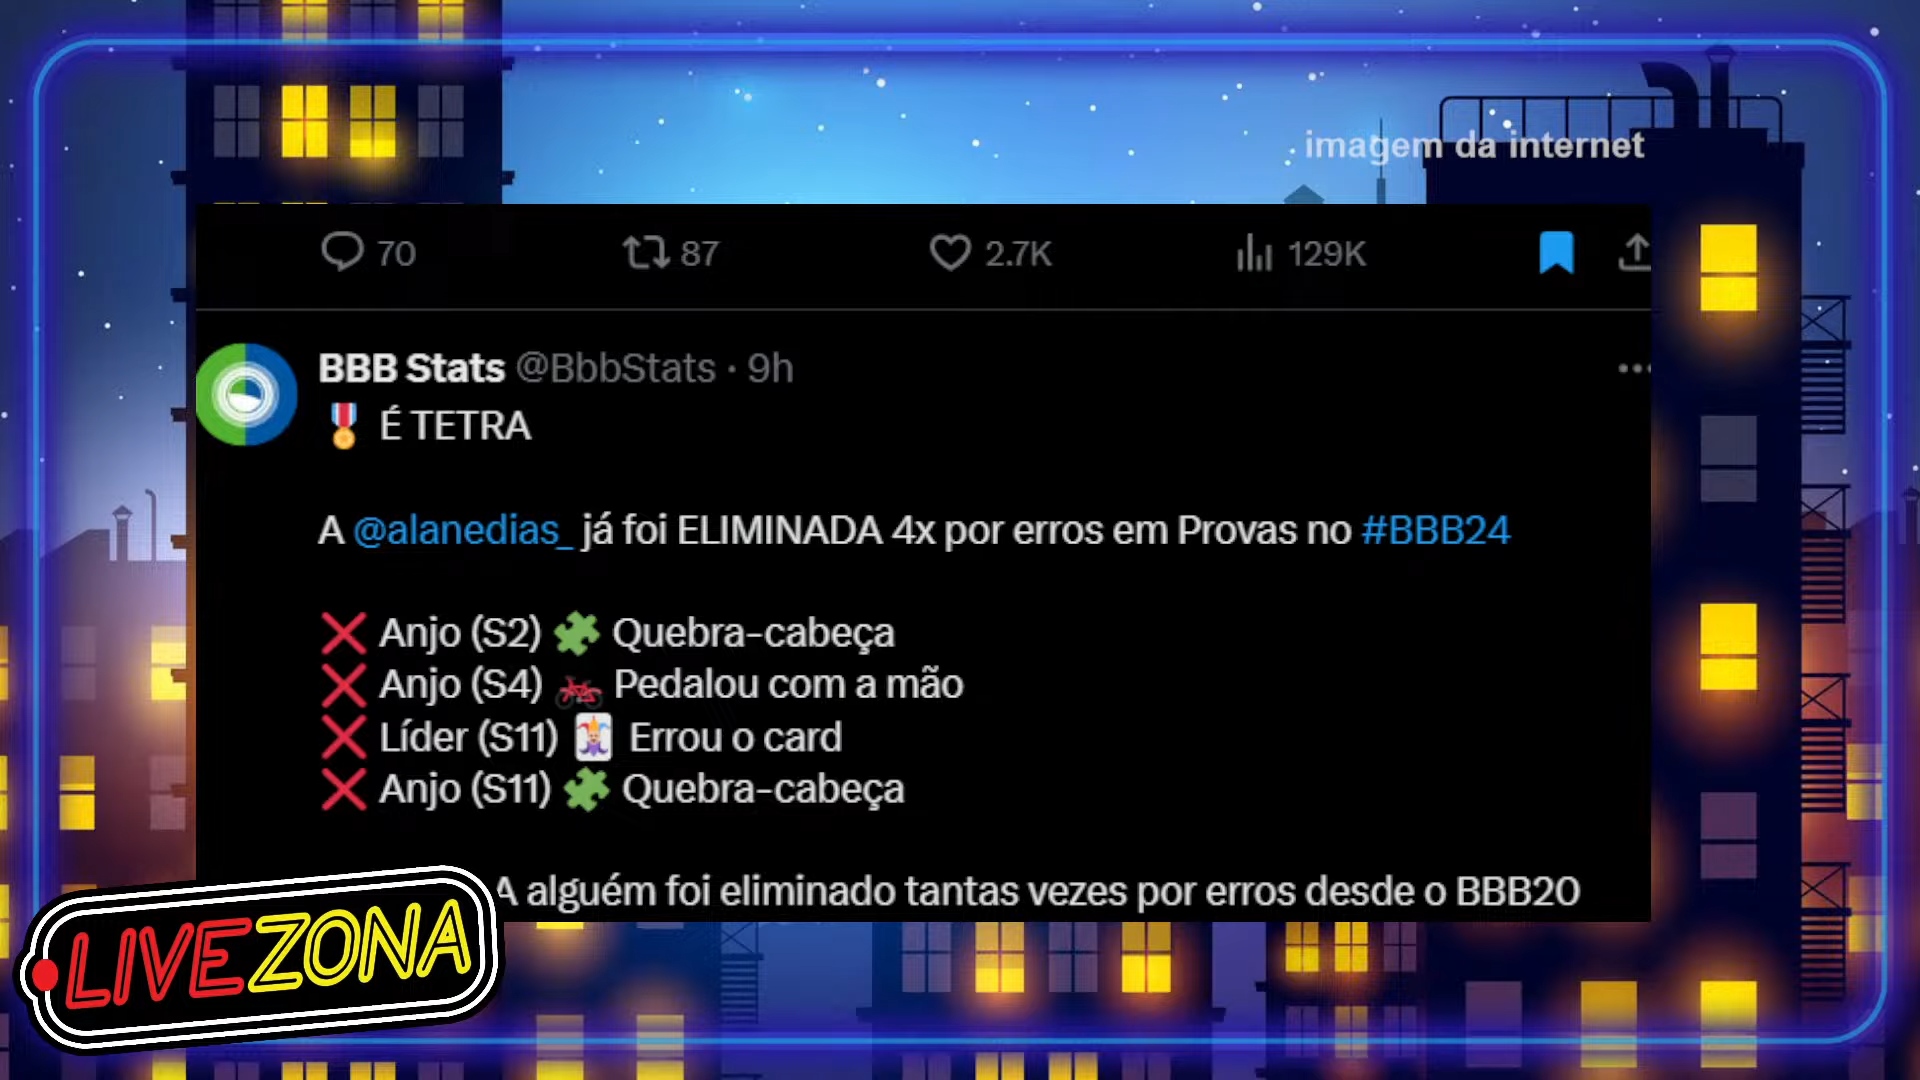 imagem da internet
70 87 2.7K 129K
BBB Stats @BbbStats · 9h
🎖️ É TETRA
A @alanedias_ já foi ELIMINADA 4x por erros em Provas no #BBB24
❌ Anjo (S2) 🧩 Quebra-cabeça
❌ Anjo (S4) 🚲 Pedalou com a mão
❌ Líder (S11) 🃏 Errou o card
❌ Anjo (S11) 🧩 Quebra-cabeça
alguém foi eliminado tantas vezes por erros desde o BBB20
LIVEZONA